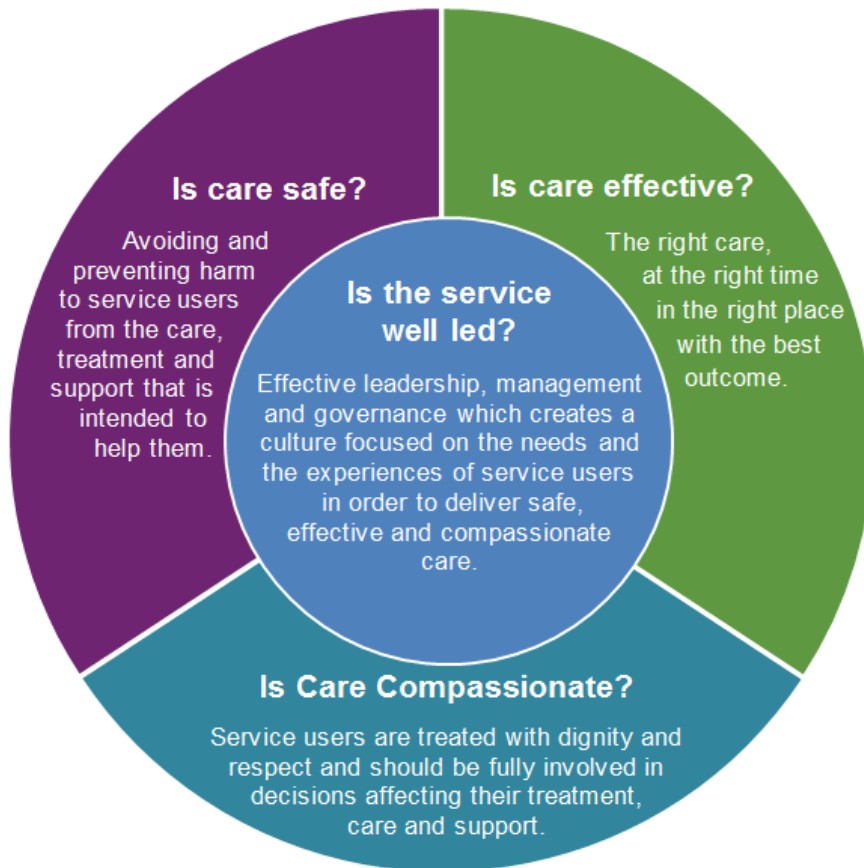 Is care safe?
Avoiding and
preventing harm
to service users
from the care,
treatment and
support that is
intended to
help them.
Is care effective?
The right care,
at the right time
in the right place
with the best
outcome.
Is the service
well led?
Effective leadership, management
and governance which creates a
culture focused on the needs and
the experiences of service users
in order to deliver safe,
effective and compassionate
care.
Is Care Compassionate?
Service users are treated with dignity and
respect and should be fully involved in
decisions affecting their treatment,
care and support.